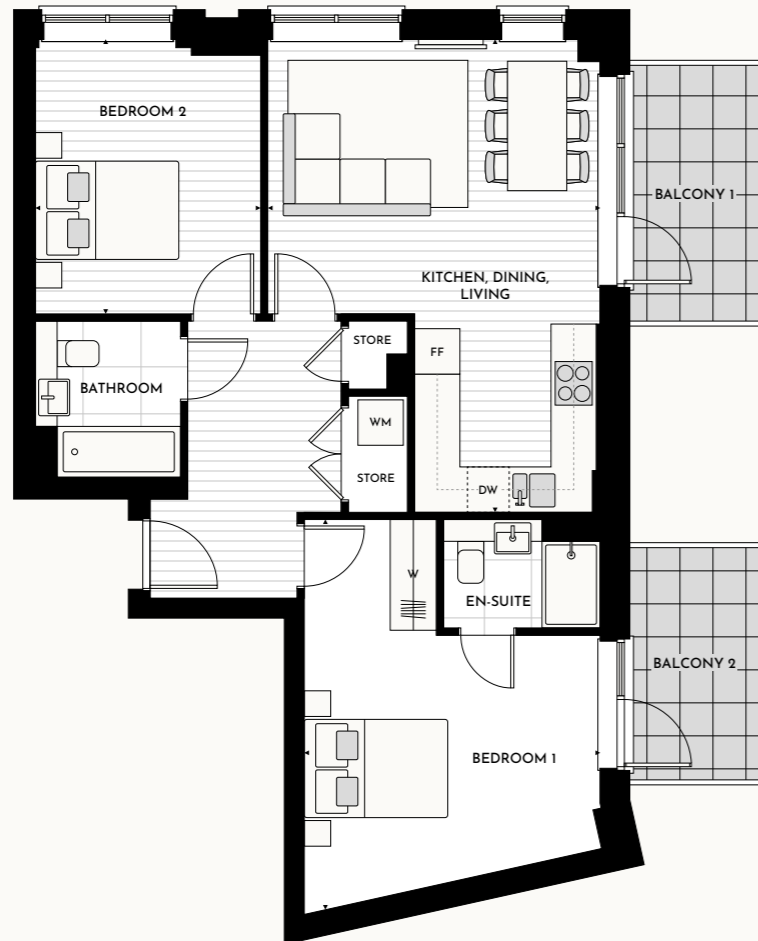 BEDROOM 2
BALCONY 1
KITCHEN, DINING,
LIVING
STORE
FF
BATHROOM
WM
STORE
DW
W
EN-SUITE
BALCONY 2
BEDROOM 1